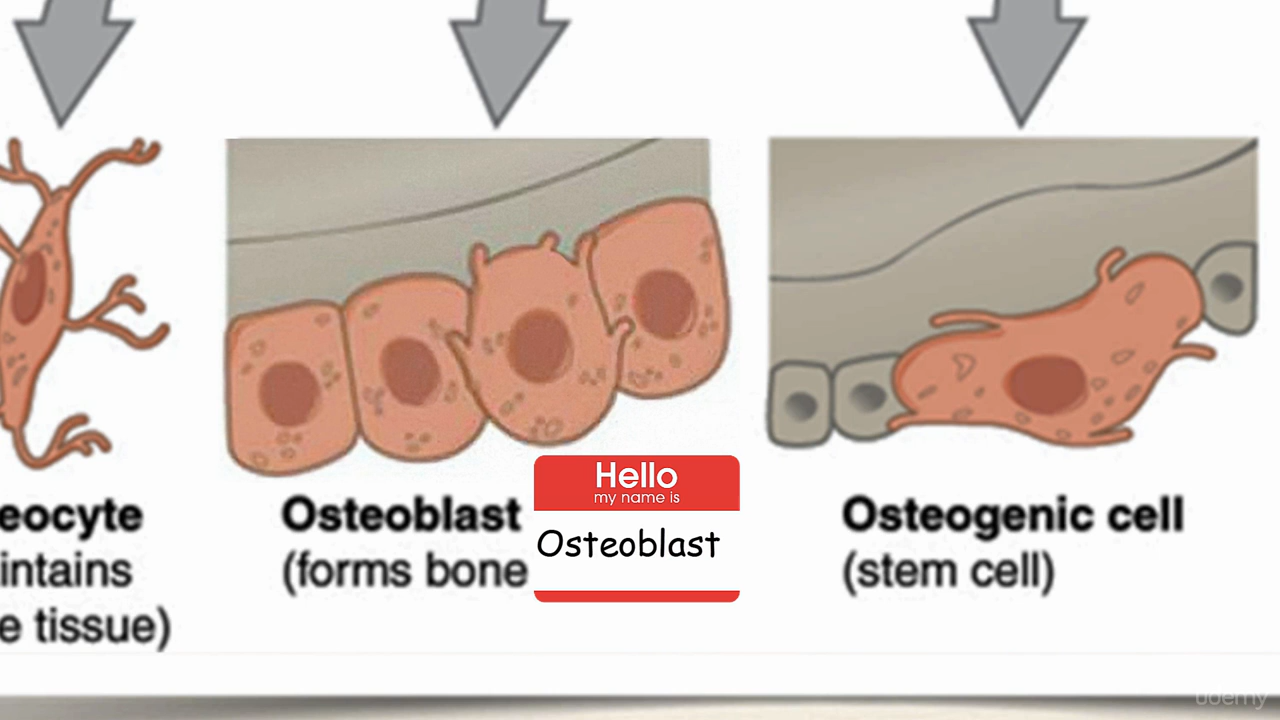 eocyte
intains
e tissue)
Osteoblast
(forms bone
Hello
my name is
Osteoblast
Osteogenic cell
(stem cell)
udemy